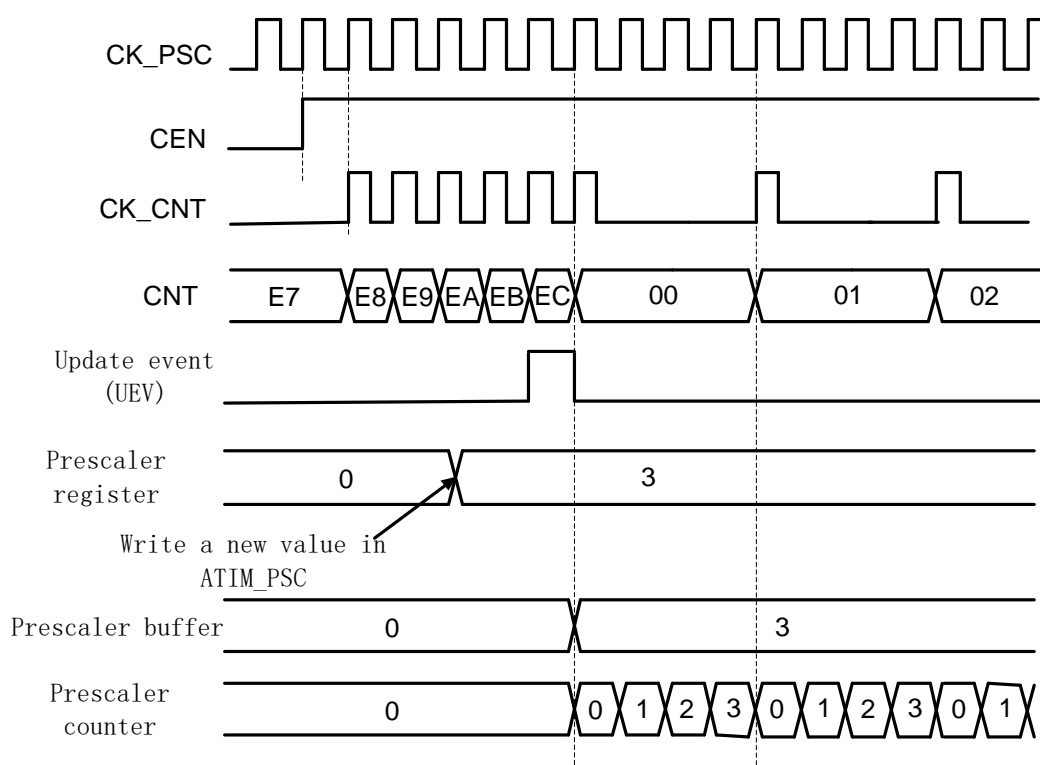 CK_PSC
CEN
CK_CNT
CNT E7 E8 E9 EA EB EC 00 01 02
Update event
(UEV)
Prescaler
register
0 3
Write a new value in
ATIM_PSC
Prescaler buffer 0 3
Prescaler
counter
0 0 1 2 3 0 1 2 3 0 1